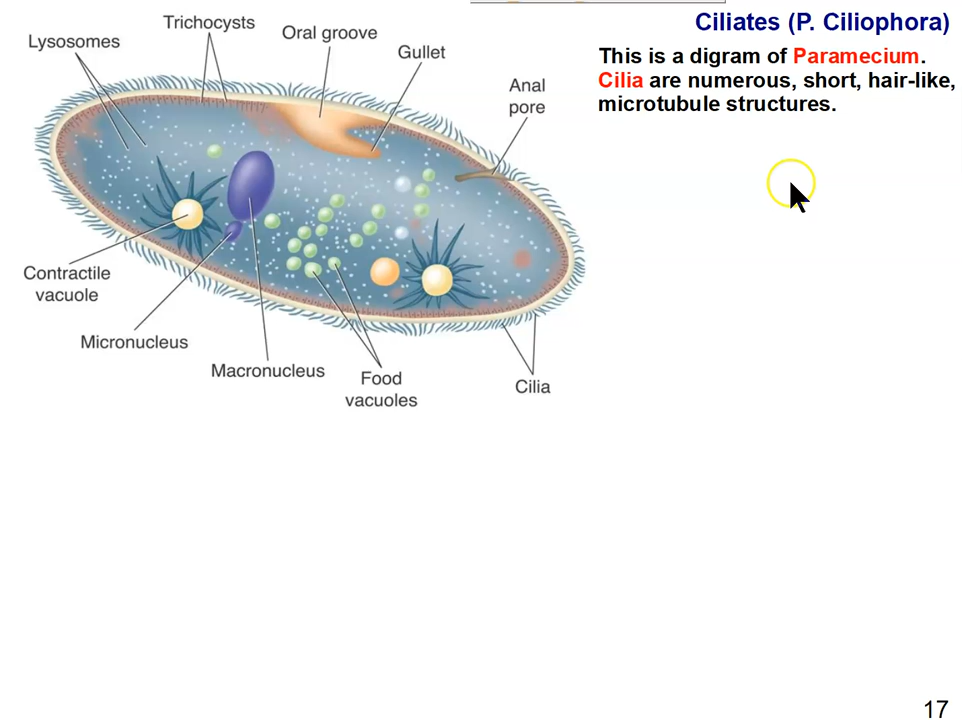 Ciliates (P. Ciliophora)
This is a digram of Paramecium.
Cilia are numerous, short, hair-like,
microtubule structures.
Trichocysts
Lysosomes
Oral groove
Gullet
Anal
pore
Contractile
vacuole
Micronucleus
Macronucleus
Food
vacuoles
Cilia
17